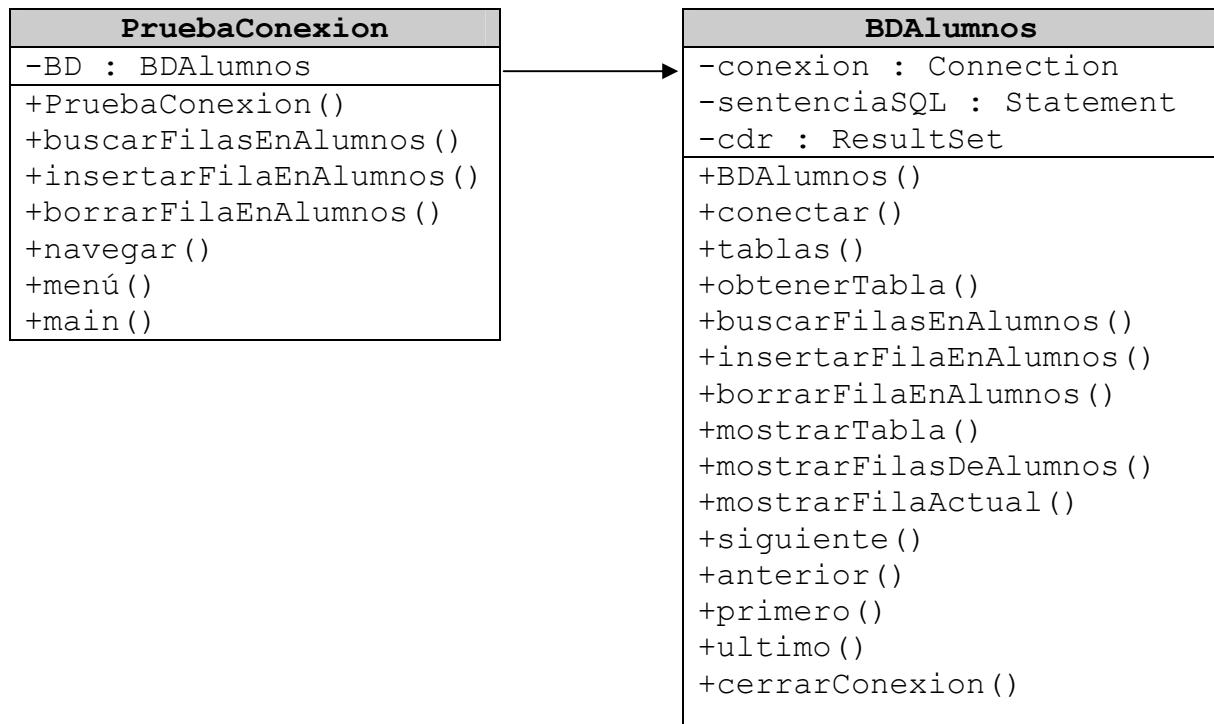 PruebaConexion
-BD : BDAlumnos
+PruebaConexion()
+buscarFilasEnAlumnos()
+insertarFilaEnAlumnos()
+borrarFilaEnAlumnos()
+navegar()
+menú()
+main()
BDAlumnos
-conexion : Connection
-sentenciaSQL : Statement
-cdr : ResultSet
+BDAlumnos()
+conectar()
+tablas()
+obtenerTabla()
+buscarFilasEnAlumnos()
+insertarFilaEnAlumnos()
+borrarFilaEnAlumnos()
+mostrarTabla()
+mostrarFilasDeAlumnos()
+mostrarFilaActual()
+siguiente()
+anterior()
+primero()
+ultimo()
+cerrarConexion()